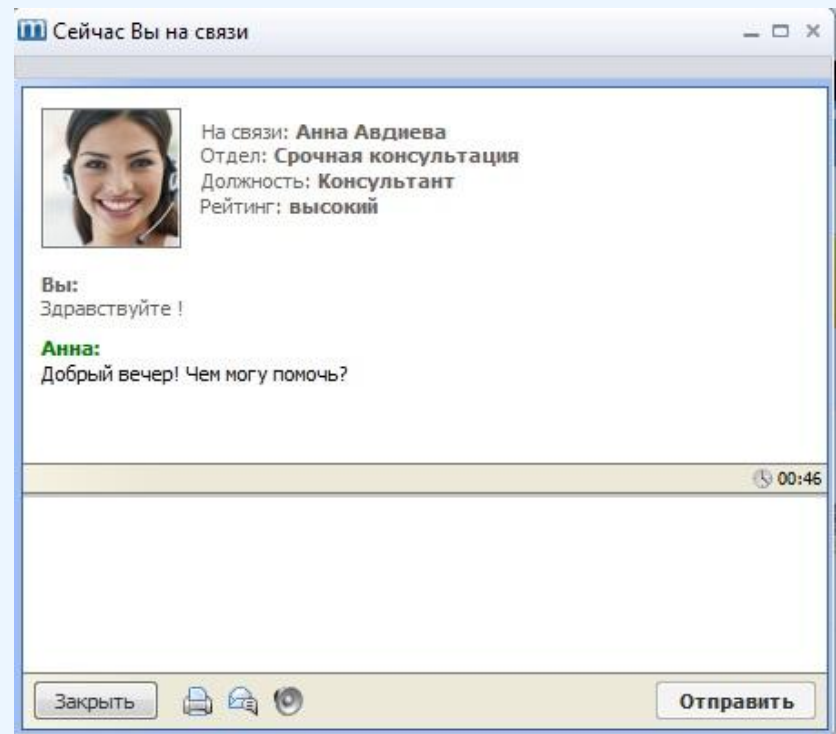 m Сейчас Вы на связи
На связи: Анна Авдиева
Отдел: Срочная консультация
Должность: Консультант
Рейтинг: высокий
Вы:
Здравствуйте !
Анна:
Добрый вечер! Чем могу помочь?
00:46
Закрыть
Отправить